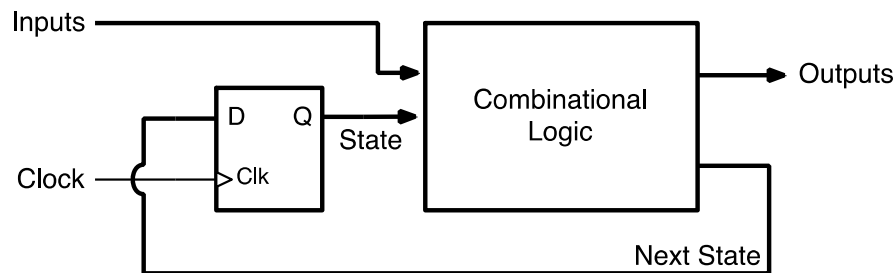 Inputs
Outputs
Combinational
Logic
D
Q
State
Clock
Clk
Next State